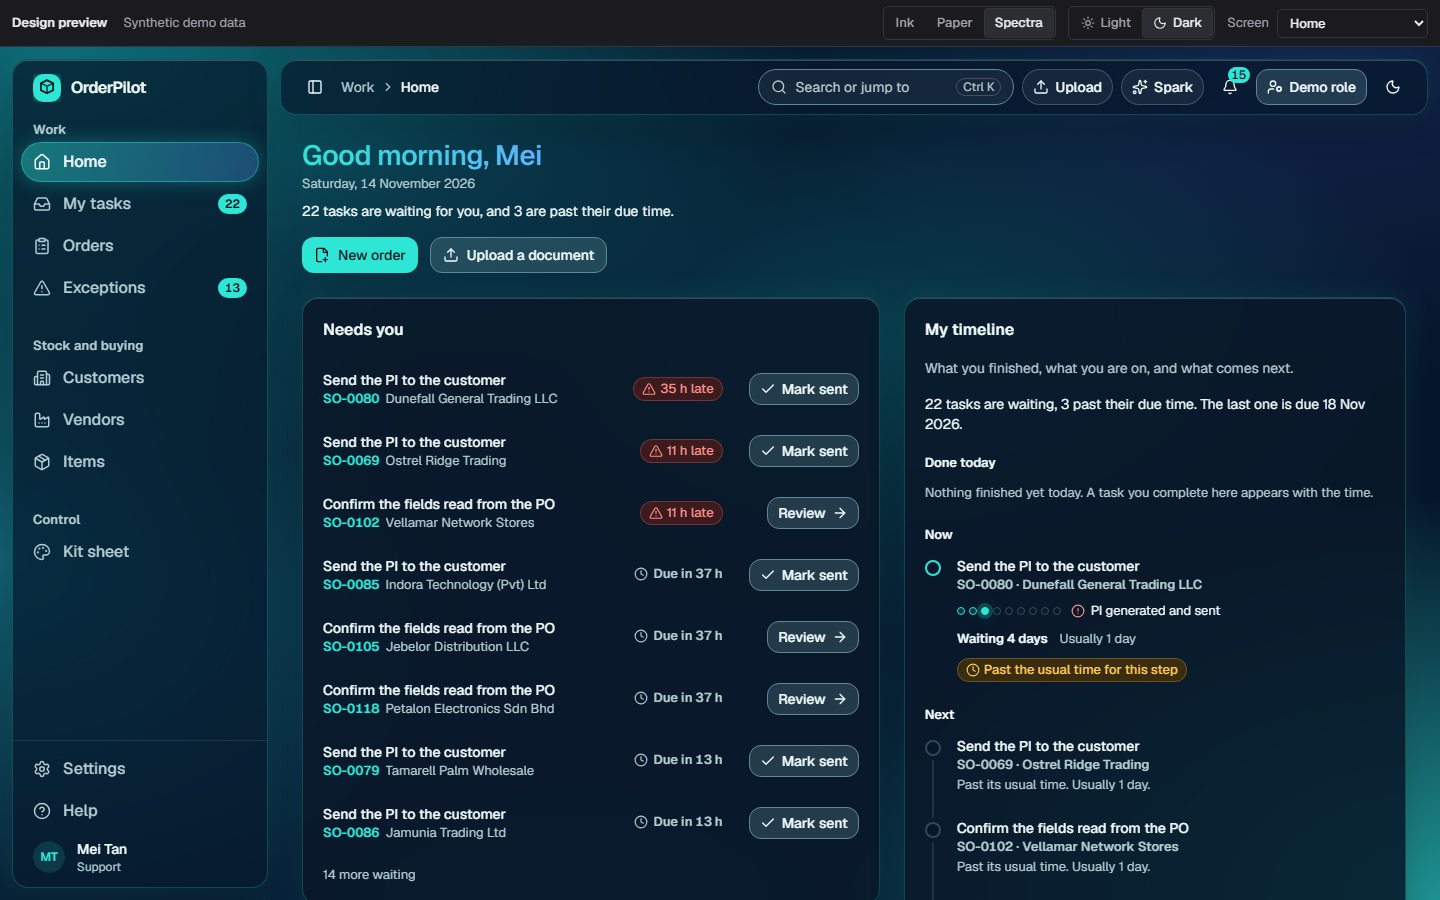 Design preview Synthetic demo data Ink Paper Spectra Light Dark Screen Home
OrderPilot
Work
Home
My tasks 22
Orders
Exceptions 13
Stock and buying
Customers
Vendors
Items
Control
Kit sheet
Settings
Help
MT Mei Tan
Support
Work Home Search or jump to Ctrl K Upload Spark 15 Demo role
Good morning, Mei
Saturday, 14 November 2026
22 tasks are waiting for you, and 3 are past their due time.
New order Upload a document
Needs you
Send the PI to the customer
SO-0080 Dunefall General Trading LLC 35 h late Mark sent
Send the PI to the customer
SO-0069 Ostrel Ridge Trading 11 h late Mark sent
Confirm the fields read from the PO
SO-0102 Vellamar Network Stores 11 h late Review
Send the PI to the customer
SO-0085 Indora Technology (Pvt) Ltd Due in 37 h Mark sent
Confirm the fields read from the PO
SO-0105 Jebelor Distribution LLC Due in 37 h Review
Confirm the fields read from the PO
SO-0118 Petalon Electronics Sdn Bhd Due in 37 h Review
Send the PI to the customer
SO-0079 Tamarell Palm Wholesale Due in 13 h Mark sent
Send the PI to the customer
SO-0086 Jamunia Trading Ltd Due in 13 h Mark sent
14 more waiting
My timeline
What you finished, what you are on, and what comes next.
22 tasks are waiting, 3 past their due time. The last one is due 18 Nov
2026.
Done today
Nothing finished yet today. A task you complete here appears with the time.
Now
Send the PI to the customer
SO-0080 · Dunefall General Trading LLC
PI generated and sent
Waiting 4 days Usually 1 day
Past the usual time for this step
Next
Send the PI to the customer
SO-0069 · Ostrel Ridge Trading
Past its usual time. Usually 1 day.
Confirm the fields read from the PO
SO-0102 · Vellamar Network Stores
Past its usual time. Usually 1 day.